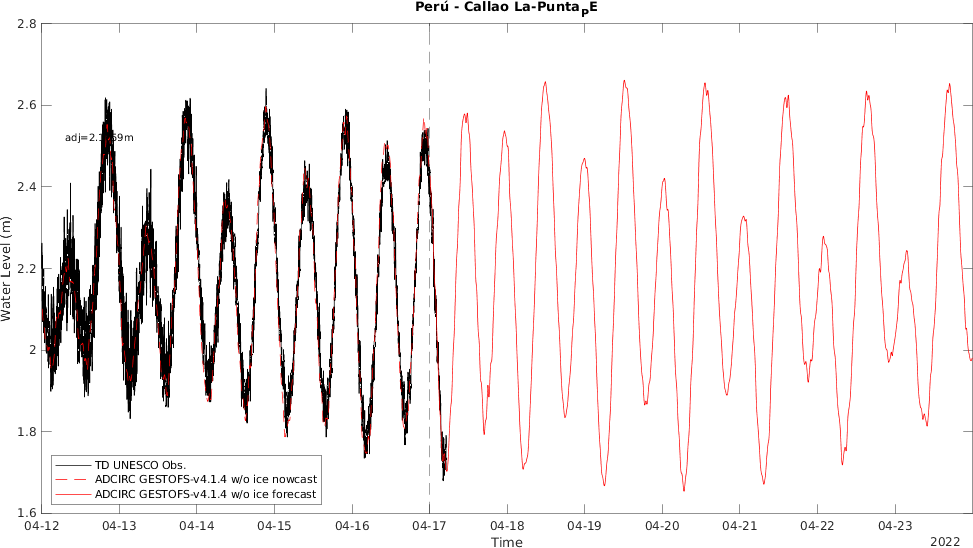 Perú - Callao La-PuntaPE
2.8
2.6
2.4
2.2
2
1.8
1.6
Water Level (m)
TD UNESCO Obs.
ADCIRC GESTOFS-v4.1.4 w/o ice nowcast
ADCIRC GESTOFS-v4.1.4 w/o ice forecast
04-12 04-13 04-14 04-15 04-16 04-17 04-18 04-19 04-20 04-21 04-22 04-23
Time
2022